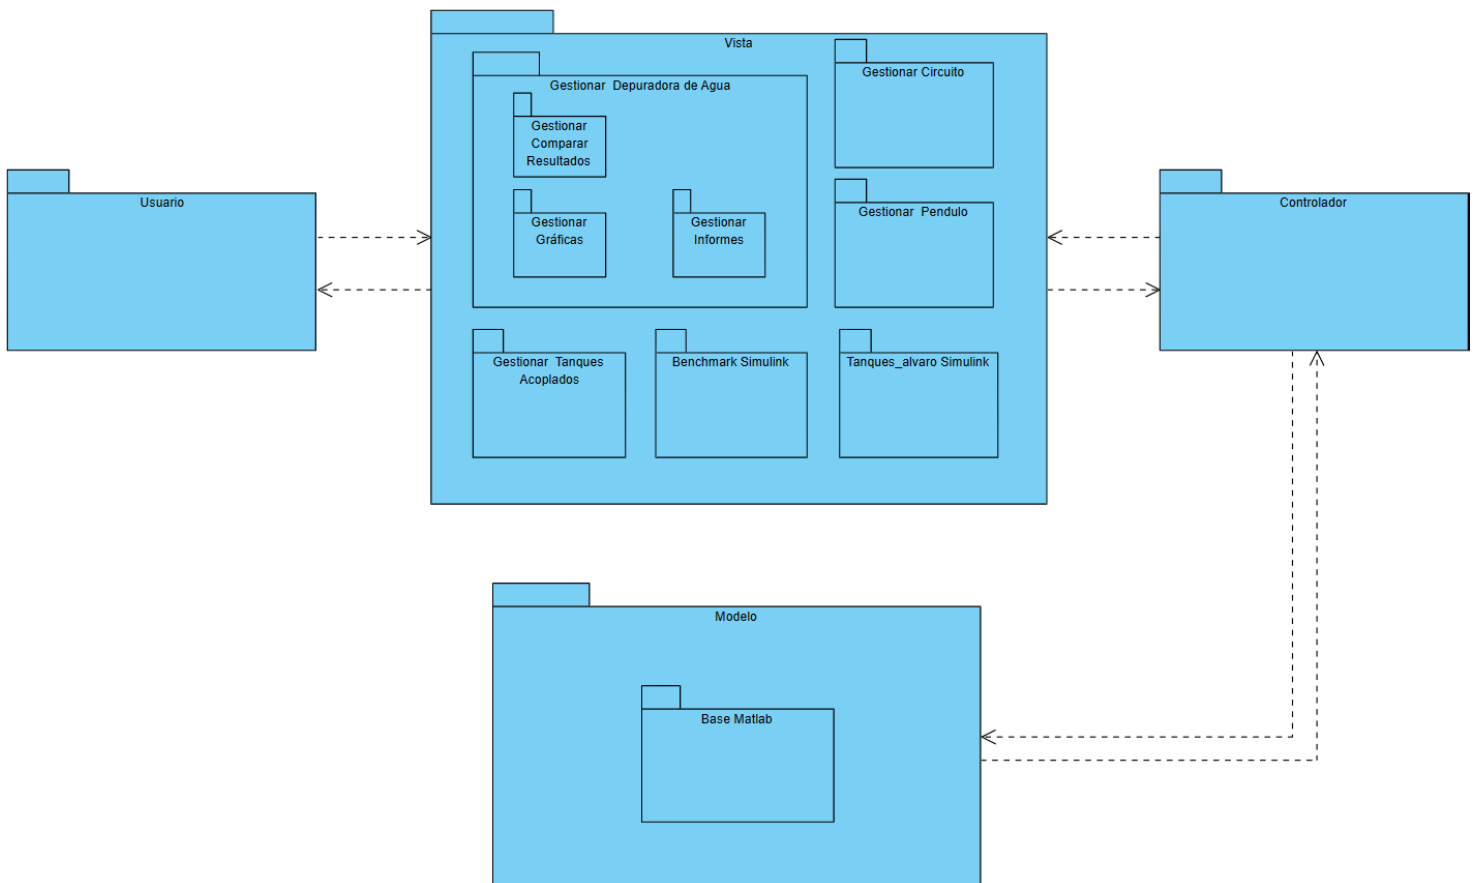 Vista
Gestionar Depuradora de Agua
Gestionar Circuito
Gestionar
Comparar
Resultados
Usuario
Controlador
Gestionar
Gráficas
Gestionar
Informes
Gestionar Pendulo
Gestionar Tanques
Acoplados
Benchmark Simulink
Tanques_alvaro Simulink
Modelo
Base Matlab